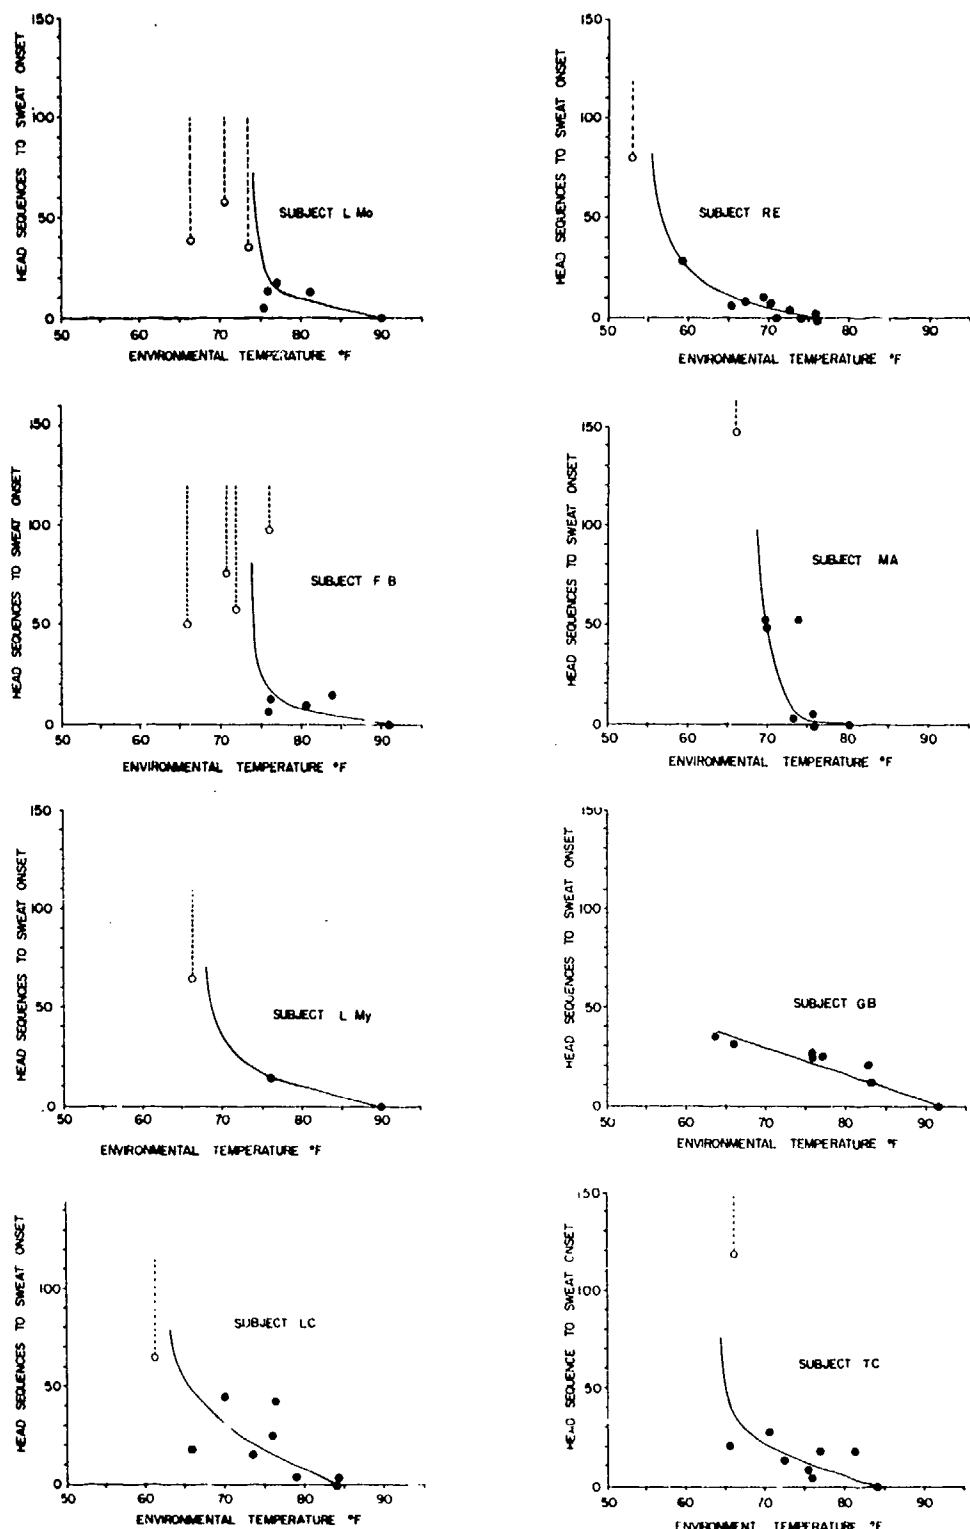 HEAD SEQUENCES TO SWEAT ONSET
150
100
50
0
SUBJECT L Mo
50 60 70 80 90
ENVIRONMENTAL TEMPERATURE °F
HEAD SEQUENCES TO SWEAT ONSET
150
100
50
0
SUBJECT RE
50 60 70 80 90
ENVIRONMENTAL TEMPERATURE °F
HEAD SEQUENCES TO SWEAT ONSET
150
100
50
0
SUBJECT F B
50 60 70 80 90
ENVIRONMENTAL TEMPERATURE °F
HEAD SEQUENCES TO SWEAT ONSET
150
100
50
0
SUBJECT MA
50 60 70 80 90
ENVIRONMENTAL TEMPERATURE °F
HEAD SEQUENCES TO SWEAT ONSET
150
100
50
0
SUBJECT L My
50 60 70 80 90
ENVIRONMENTAL TEMPERATURE °F
HEAD SEQUENCES TO SWEAT ONSET
150
100
50
0
SUBJECT GB
50 60 70 80 90
ENVIRONMENTAL TEMPERATURE °F
HEAD SEQUENCES TO SWEAT ONSET
100
50
0
SUBJECT LC
50 60 70 80 90
ENVIRONMENTAL TEMPERATURE °F
HEAD SEQUENCE TO SWEAT ONSET
150
100
50
0
SUBJECT TC
50 60 70 80 90
ENVIRONMENT TEMPERATURE °F